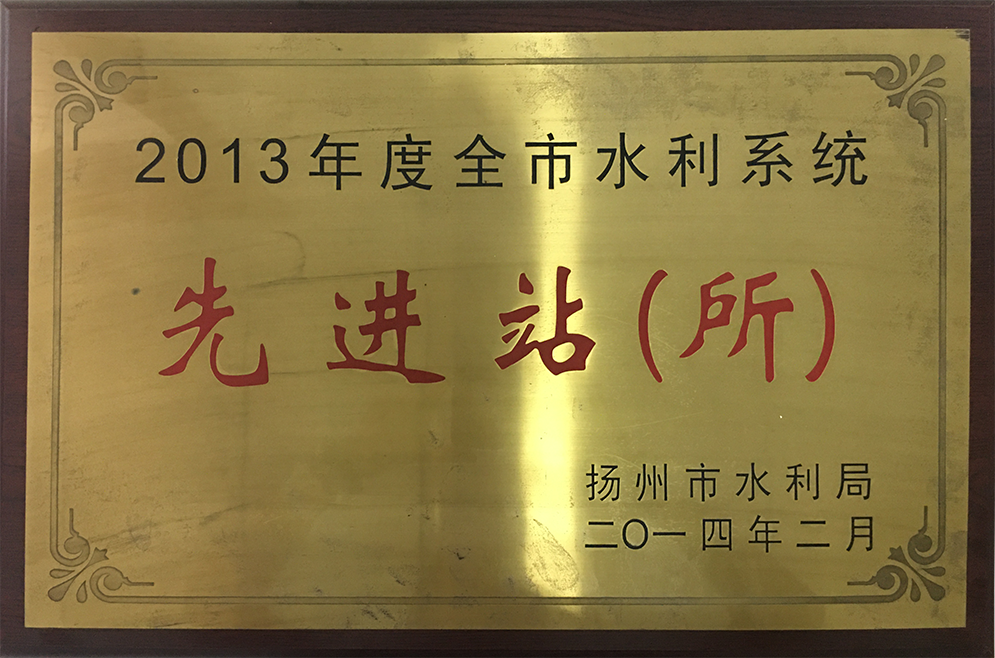 2013年度全市水利系统
先进站(所)
扬州市水利局
二〇一四年二月